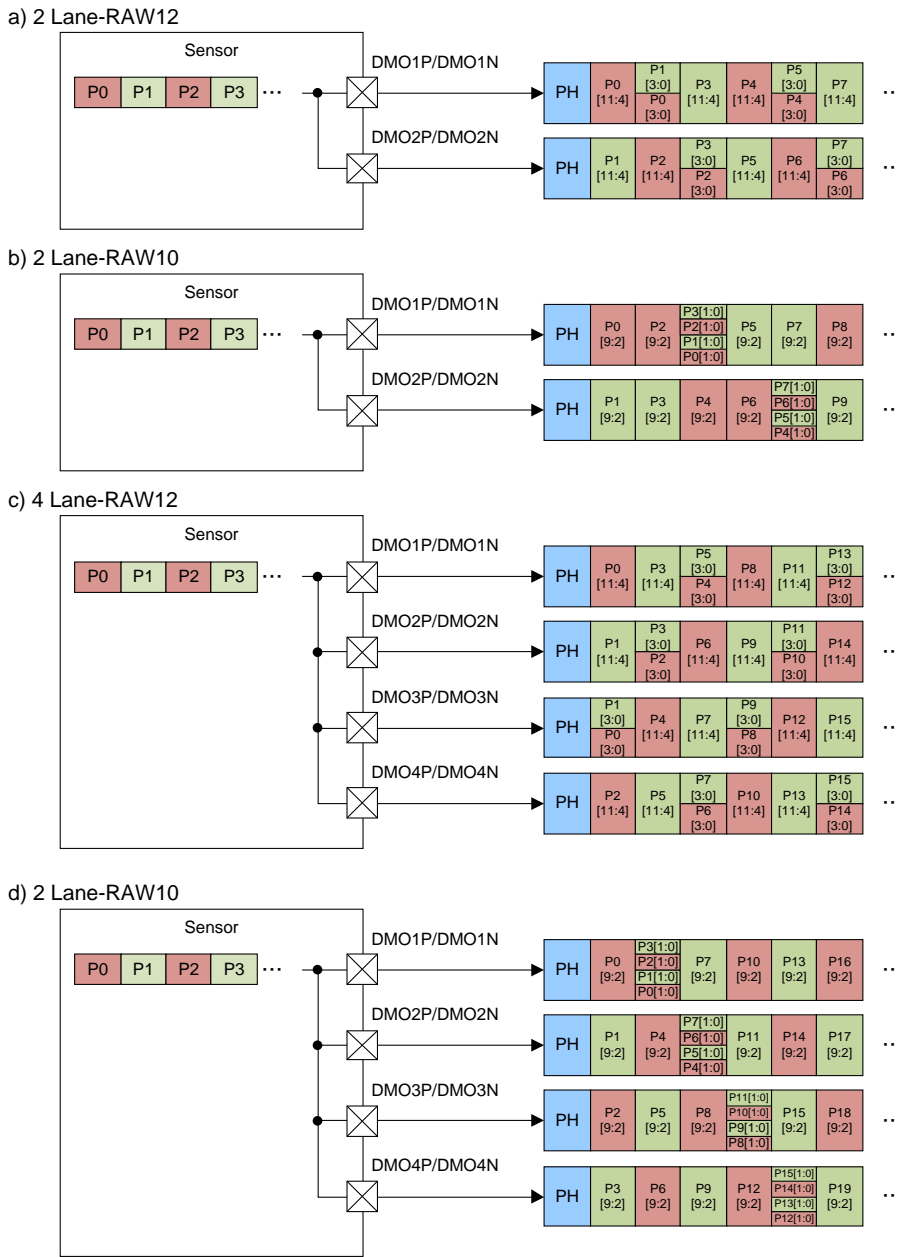 a) 2 Lane-RAW12
Sensor
P0 P1 P2 P3 ...
DMO1P/DMO1N
PH P0 [11:4] P1 [3:0] P0 [3:0] P3 [11:4] P4 [11:4] P5 [3:0] P4 [3:0] P7 [11:4] ..
DMO2P/DMO2N
PH P1 [11:4] P2 [11:4] P3 [3:0] P2 [3:0] P5 [11:4] P6 [11:4] P7 [3:0] P6 [3:0] ..
b) 2 Lane-RAW10
Sensor
P0 P1 P2 P3 ...
DMO1P/DMO1N
PH P0 [9:2] P2 [9:2] P3[1:0] P2[1:0] P1[1:0] P0[1:0] P5 [9:2] P7 [9:2] P8 [9:2] ..
DMO2P/DMO2N
PH P1 [9:2] P3 [9:2] P4 [9:2] P6 [9:2] P7[1:0] P6[1:0] P5[1:0] P4[1:0] P9 [9:2] ..
c) 4 Lane-RAW12
Sensor
P0 P1 P2 P3 ...
DMO1P/DMO1N
PH P0 [11:4] P3 [11:4] P5 [3:0] P4 [3:0] P8 [11:4] P11 [11:4] P13 [3:0] P12 [3:0] ..
DMO2P/DMO2N
PH P1 [11:4] P3 [3:0] P2 [3:0] P6 [11:4] P9 [11:4] P11 [3:0] P10 [3:0] P14 [11:4] ..
DMO3P/DMO3N
PH P1 [3:0] P0 [3:0] P4 [11:4] P7 [11:4] P9 [3:0] P8 [3:0] P12 [11:4] P15 [11:4] ..
DMO4P/DMO4N
PH P2 [11:4] P5 [11:4] P7 [3:0] P6 [3:0] P10 [11:4] P13 [11:4] P15 [3:0] P14 [3:0] ..
d) 2 Lane-RAW10
Sensor
P0 P1 P2 P3 ...
DMO1P/DMO1N
PH P0 [9:2] P3[1:0] P2[1:0] P1[1:0] P0[1:0] P7 [9:2] P10 [9:2] P13 [9:2] P16 [9:2] ..
DMO2P/DMO2N
PH P1 [9:2] P4 [9:2] P7[1:0] P6[1:0] P5[1:0] P4[1:0] P11 [9:2] P14 [9:2] P17 [9:2] ..
DMO3P/DMO3N
PH P2 [9:2] P5 [9:2] P8 [9:2] P11[1:0] P10[1:0] P9[1:0] P8[1:0] P15 [9:2] P18 [9:2] ..
DMO4P/DMO4N
PH P3 [9:2] P6 [9:2] P9 [9:2] P12 [9:2] P15[1:0] P14[1:0] P13[1:0] P12[1:0] P19 [9:2] ..